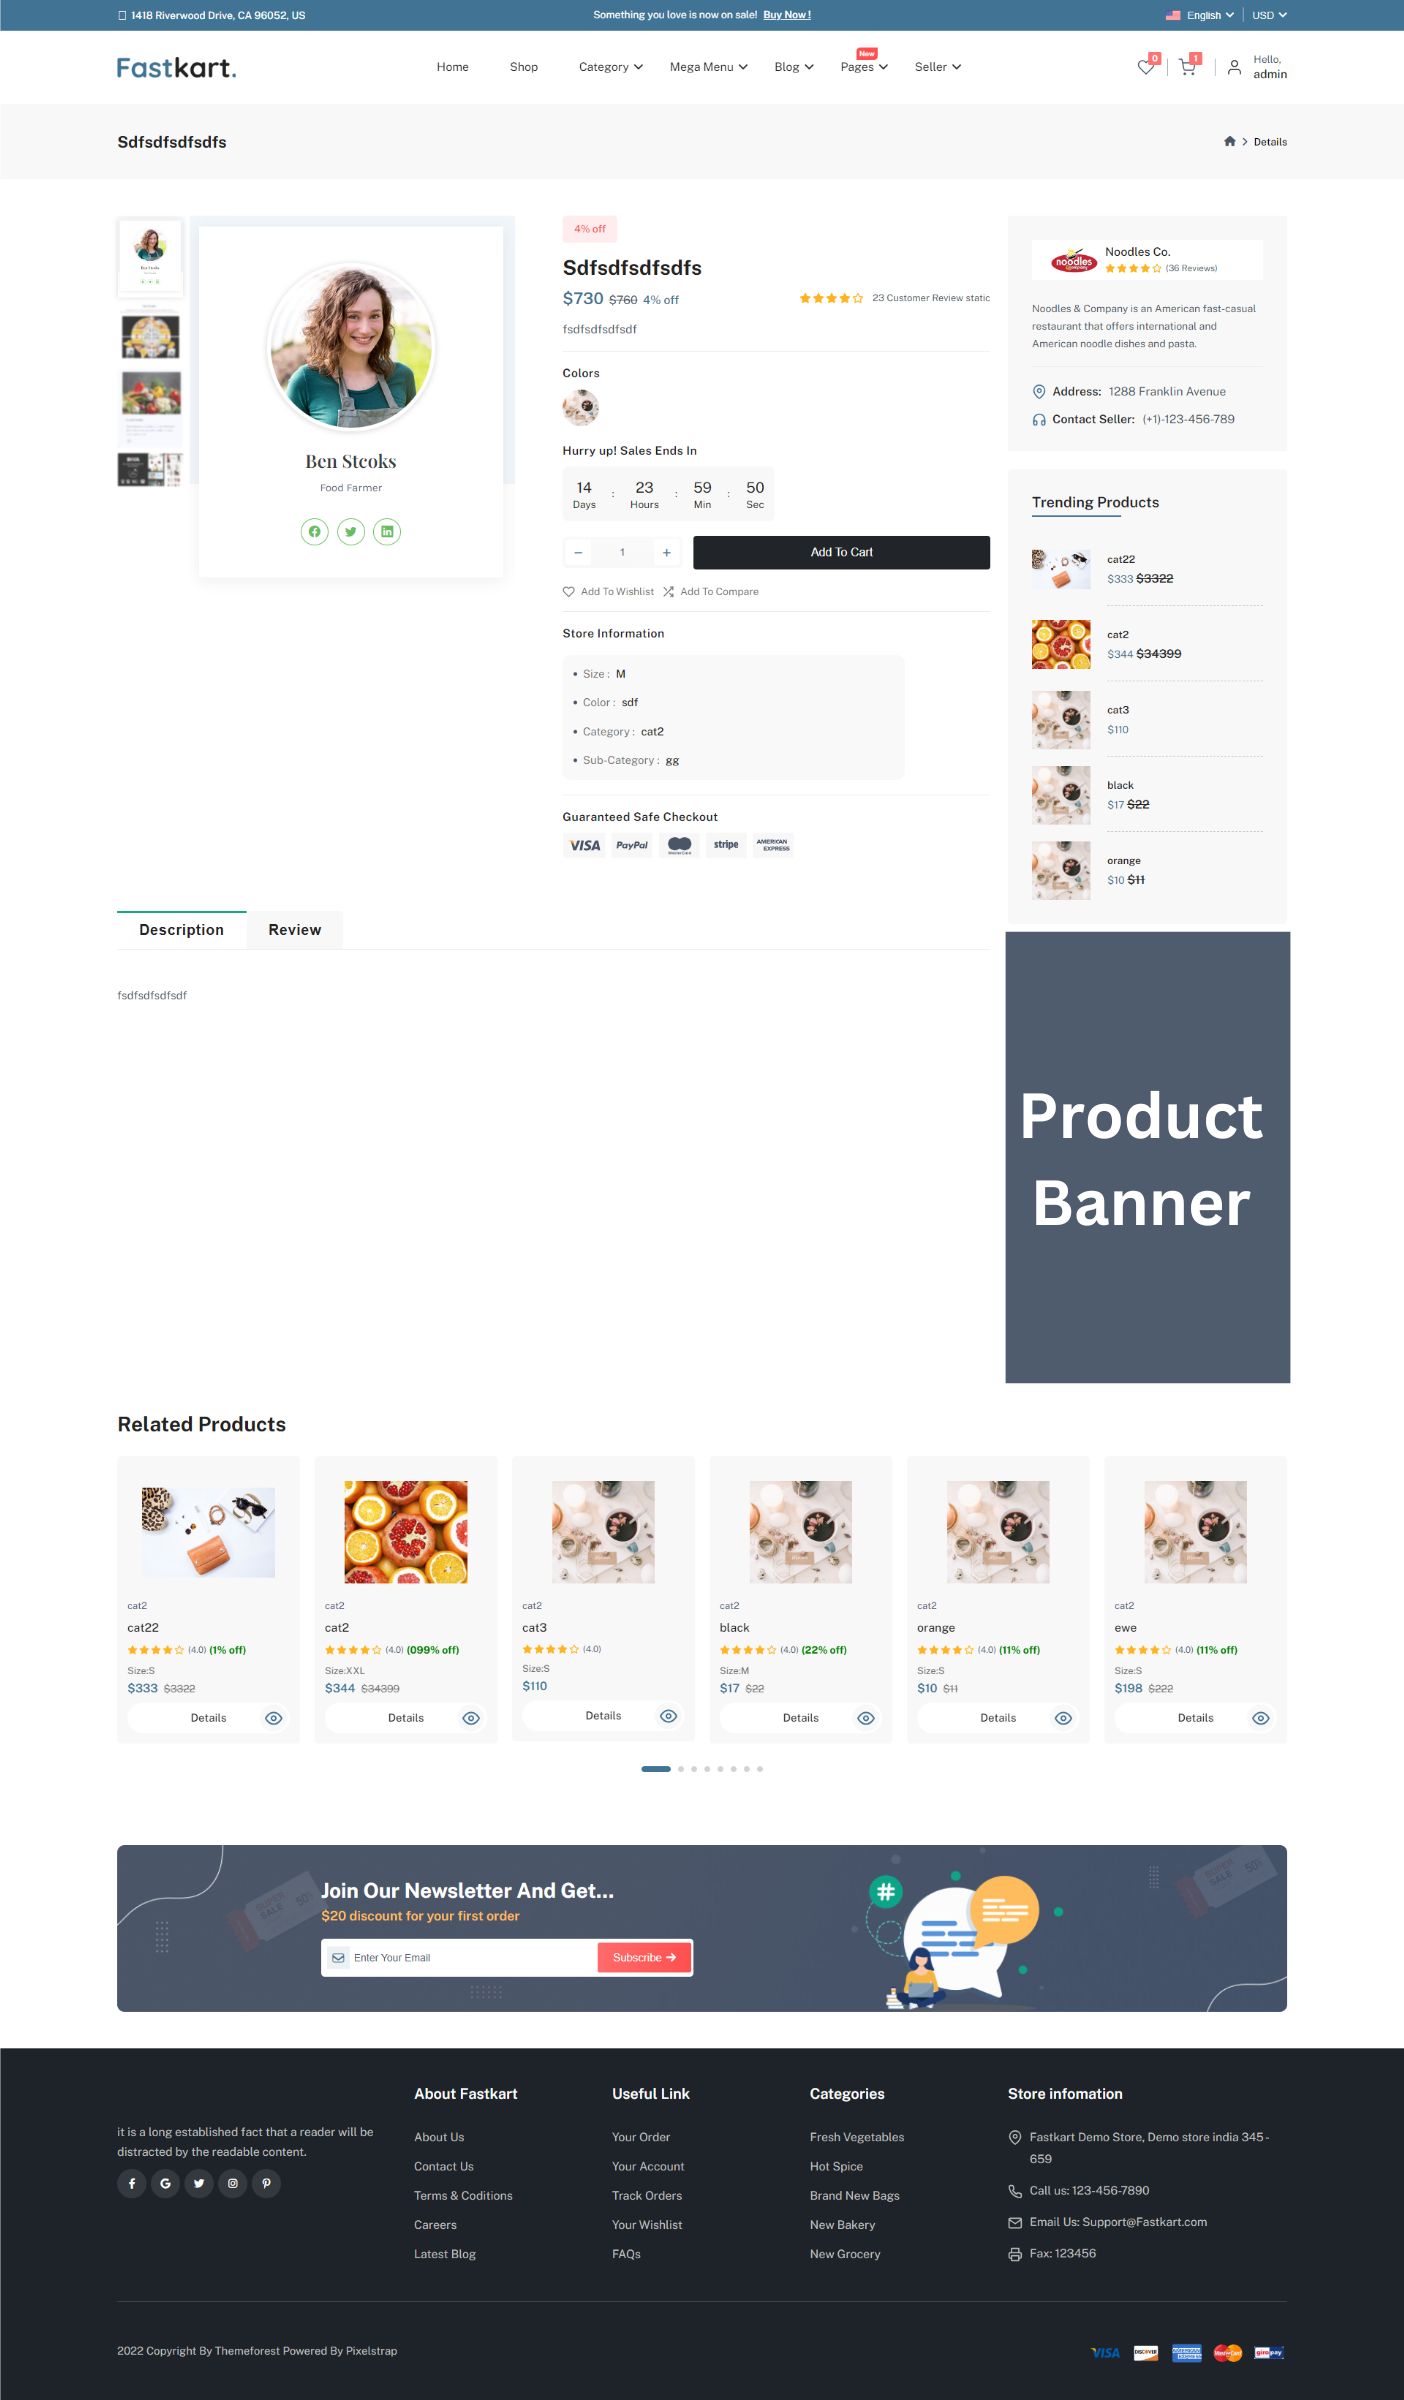 1418 Riverwood Drive, CA 96052, US
Something you love is now on sale! Buy Now !
English
USD
Fastkart.
Home
Shop
Category
Mega Menu
Blog
New
Pages
Seller
0
1
Hello,
admin
Sdfsdfsdfsdfs
Details
Ben Stcoks
Food Farmer
4% off
Sdfsdfsdfsdfs
$730 $760 4% off
23 Customer Review static
fsdfsdfsdfsdf
Colors
Hurry up! Sales Ends In
14 : 23 : 59 : 50
Days Hours Min Sec
− 1 +
Add To Cart
Add To Wishlist
Add To Compare
Store Information
• Size : M
• Color : sdf
• Category : cat2
• Sub-Category : gg
Guaranteed Safe Checkout
VISA
PayPal
stripe
AMERICAN
EXPRESS
noodles
Noodles Co.
(36 Reviews)
Noodles & Company is an American fast-casual
restaurant that offers international and
American noodle dishes and pasta.
Address: 1288 Franklin Avenue
Contact Seller: (+1)-123-456-789
Trending Products
cat22
$333 $3322
cat2
$344 $34399
cat3
$110
black
$17 $22
orange
$10 $11
Description
Review
fsdfsdfsdfsdf
Product
Banner
Related Products
cat2
cat22
(4.0) (1% off)
Size:S
$333 $3322
Details
cat2
cat2
(4.0) (099% off)
Size:XXL
$344 $34399
Details
cat2
cat3
(4.0)
Size:S
$110
Details
cat2
black
(4.0) (22% off)
Size:M
$17 $22
Details
cat2
orange
(4.0) (11% off)
Size:S
$10 $11
Details
cat2
ewe
(4.0) (11% off)
Size:S
$198 $222
Details
SUPER
SALE
Join Our Newsletter And Get...
$20 discount for your first order
Enter Your Email
Subscribe
#
SUPER
SALE
it is a long established fact that a reader will be
distracted by the readable content.
About Fastkart
About Us
Contact Us
Terms & Coditions
Careers
Latest Blog
Useful Link
Your Order
Your Account
Track Orders
Your Wishlist
FAQs
Categories
Fresh Vegetables
Hot Spice
Brand New Bags
New Bakery
New Grocery
Store infomation
Fastkart Demo Store, Demo store india 345 -
659
Call us: 123-456-7890
Email Us: Support@Fastkart.com
Fax: 123456
2022 Copyright By Themeforest Powered By Pixelstrap
VISA
DISCOVER
AMERICAN EXPRESS
MasterCard
giropay